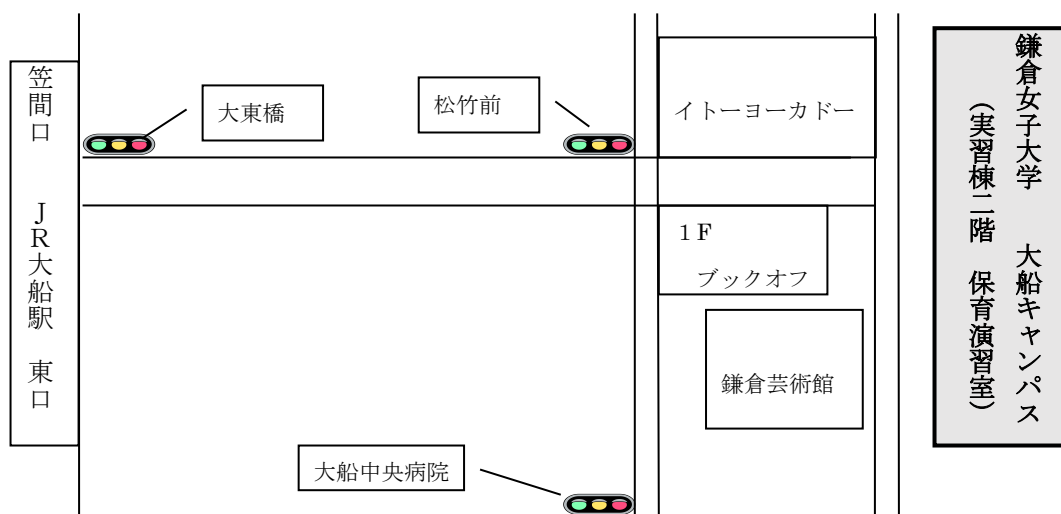 笠間口　JR大船駅　東口
大東橋
松竹前
イトーヨーカドー
１F
ブックオフ
鎌倉芸術館
大船中央病院
鎌倉女子大学　大船キャンパス
（実習棟二階　保育演習室）